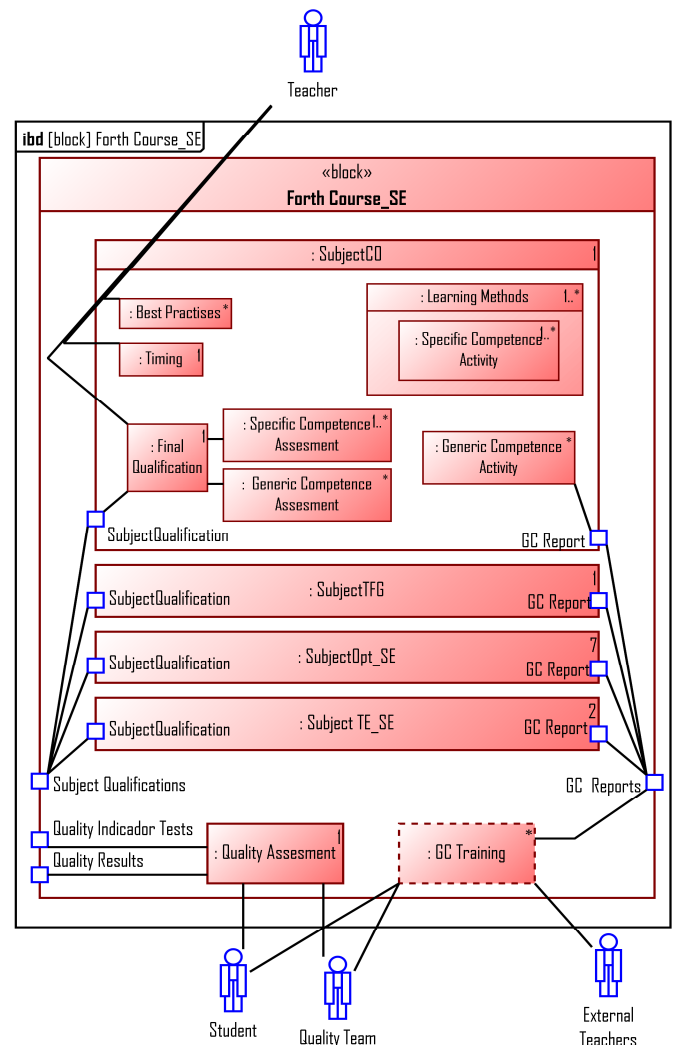 Teacher
ibd [block] Forth Course_SE
«block»
Forth Course_SE
: SubjectCO 1
: Best Practises *
: Learning Methods 1..*
: Specific Competence 1..*
Activity
: Timing 1
: Final 1
Qualification
: Specific Competence 1..*
Assesment
: Generic Competence *
Assesment
: Generic Competence *
Activity
SubjectQualification
GC Report
: SubjectTFG 1
SubjectQualification
GC Report
: SubjectOpt_SE 7
SubjectQualification
GC Report
: Subject TE_SE 2
SubjectQualification
GC Report
Subject Qualifications
GC Reports
Quality Indicador Tests
Quality Results
: Quality Assesment 1
: GC Training *
Student
Quality Team
External
Teachers